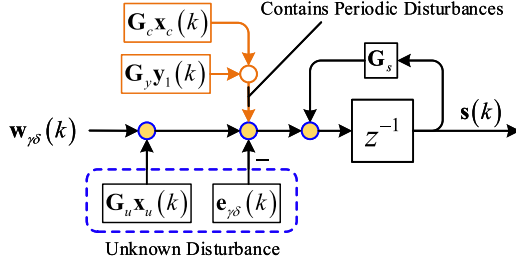 Contains Periodic Disturbances
G_c x_c(k)
G_y y_1(k)
G_s
w_γδ(k)
z^{-1}
s(k)
−
G_u x_u(k)
e_γδ(k)
Unknown Disturbance